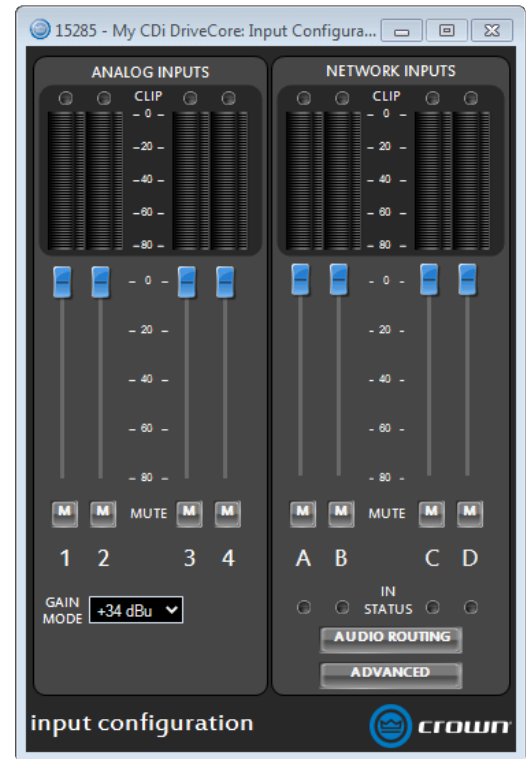 15285 - My CDi DriveCore: Input Configura...
ANALOG INPUTS
CLIP
– 0 –
–20 –
–40 –
–60 –
–80 –
– 0 –
– 20 –
– 40 –
– 60 –
– 80 –
M M MUTE M M
1 2 3 4
GAIN
MODE +34 dBu
NETWORK INPUTS
CLIP
– 0 –
– 20 –
– 40 –
– 60 –
– 80 –
– 0 –
– 20 –
– 40 –
– 60 –
– 80 –
M M MUTE M M
A B C D
IN
STATUS
AUDIO ROUTING
ADVANCED
input configuration
crown